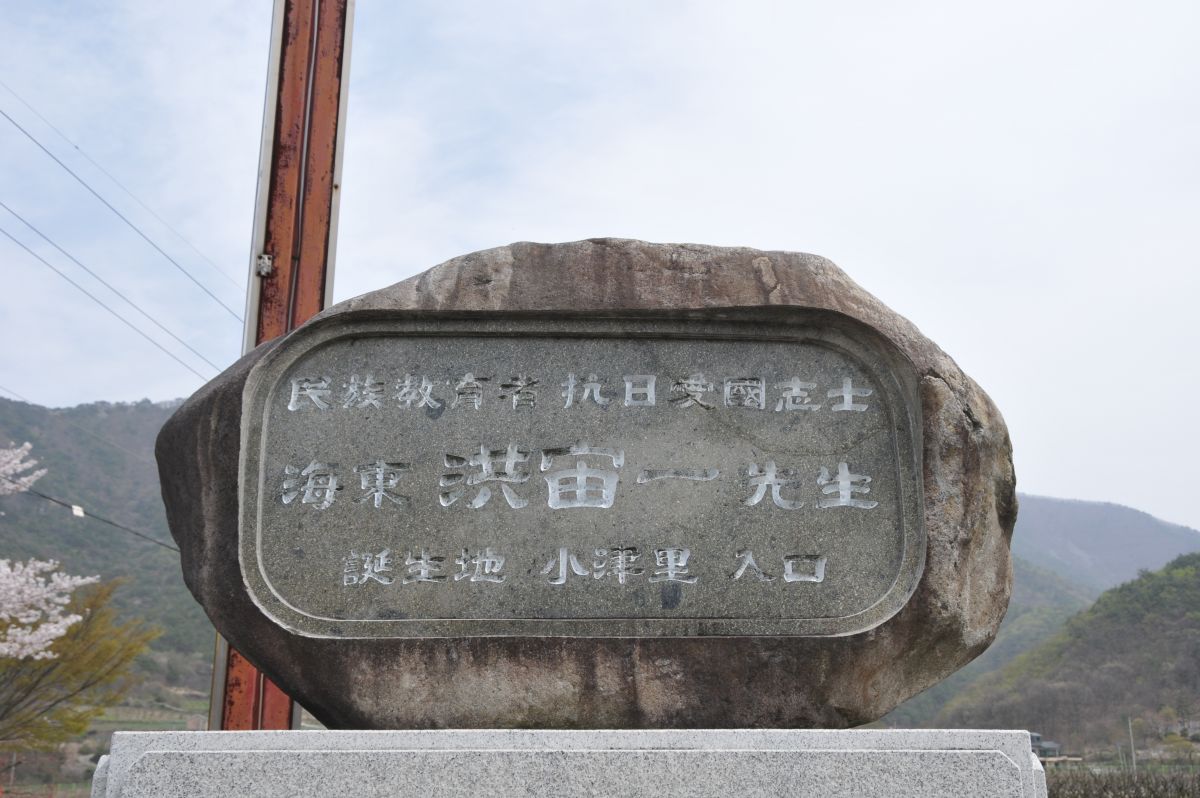 民族教育者 抗日愛國志士
海東 洪宙一 先生
誕生地 小津里 入口